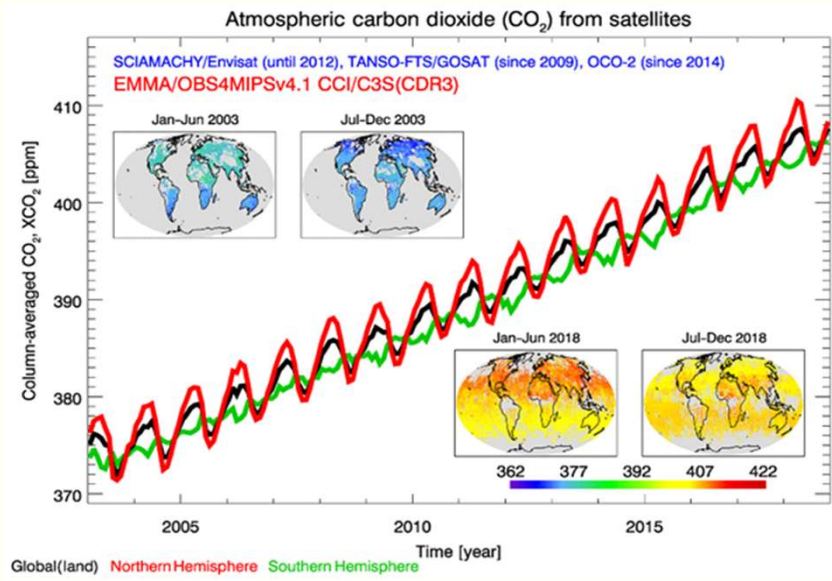 Atmospheric carbon dioxide (CO₂) from satellites
SCIAMACHY/Envisat (until 2012), TANSO-FTS/GOSAT (since 2009), OCO-2 (since 2014)
EMMA/OBS4MIPSv4.1 CCI/C3S(CDR3)
Jan-Jun 2003
Jul-Dec 2003
Column-averaged CO₂, XCO₂ [ppm]
410
400
390
380
370
Jan-Jun 2018
Jul-Dec 2018
362 377 392 407 422
2005 2010 2015
Time [year]
Global(land) Northern Hemisphere Southern Hemisphere